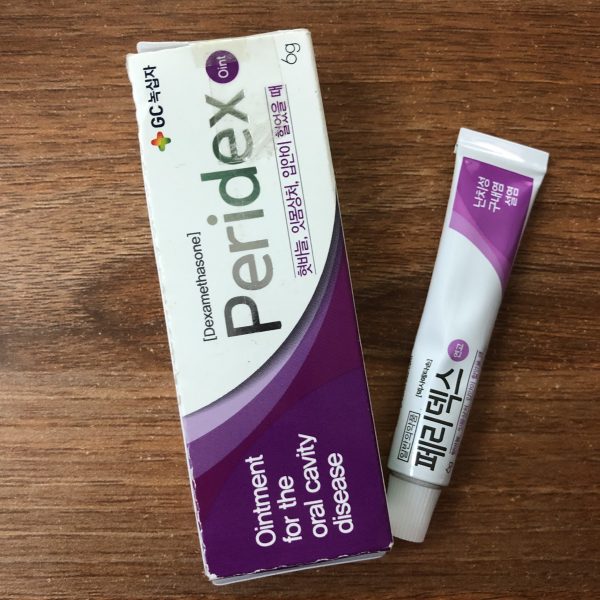 GC녹십자
[Dexamethasone]
Peridex Oint
6g
혓바늘, 잇몸상처, 입안이 헐었을 때
Ointment
for the
oral cavity
disease
난치성
구내염
설염
[덱사메타손]
페리덱스 연고
일반의약품